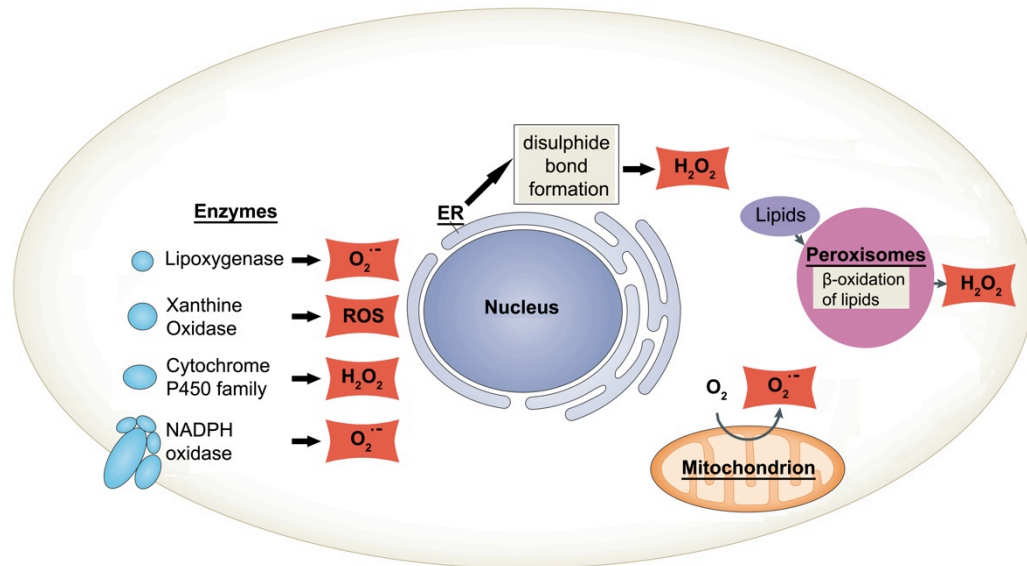 disulphide
bond
formation
H₂O₂
ER
Enzymes
Lipoxygenase
O₂·-
Xanthine
Oxidase
ROS
Cytochrome
P450 family
H₂O₂
NADPH
oxidase
O₂·-
Nucleus
Lipids
Peroxisomes
β-oxidation
of lipids
H₂O₂
O₂
O₂·-
Mitochondrion